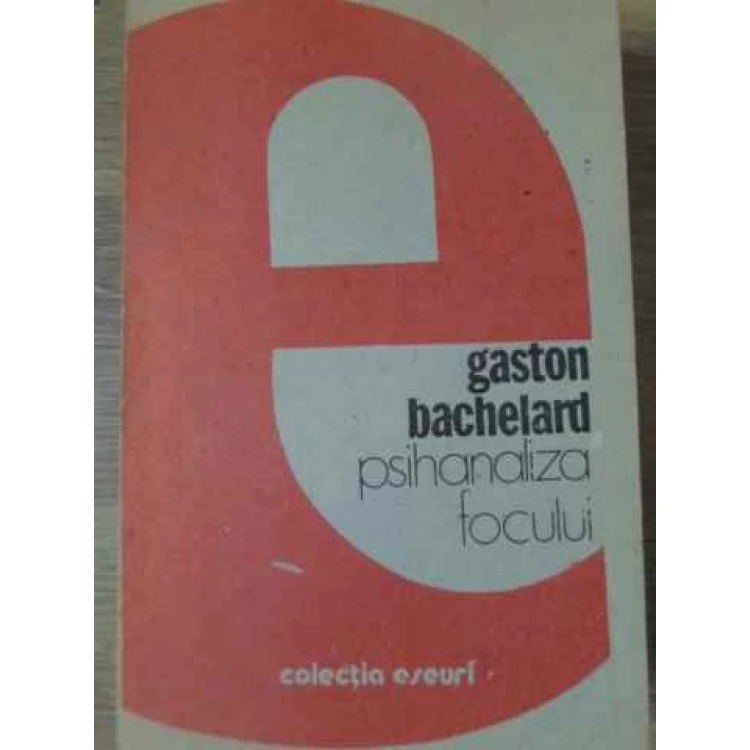 gaston
bachelard
psihanaliza
focului
colecția eseuri